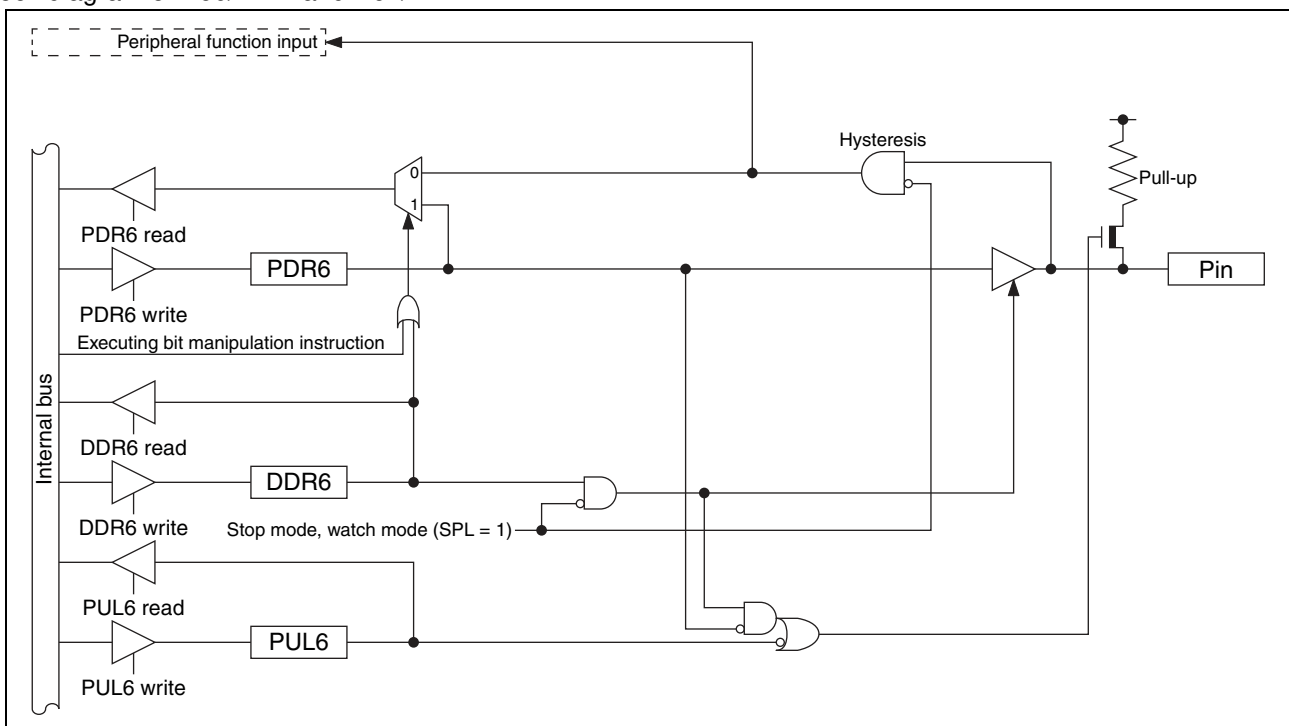 Peripheral function input
Hysteresis
0
Pull-up
1
PDR6 read
PDR6
Pin
PDR6 write
Executing bit manipulation instruction
Internal bus
DDR6 read
DDR6
DDR6 write
Stop mode, watch mode (SPL = 1)
PUL6 read
PUL6
PUL6 write